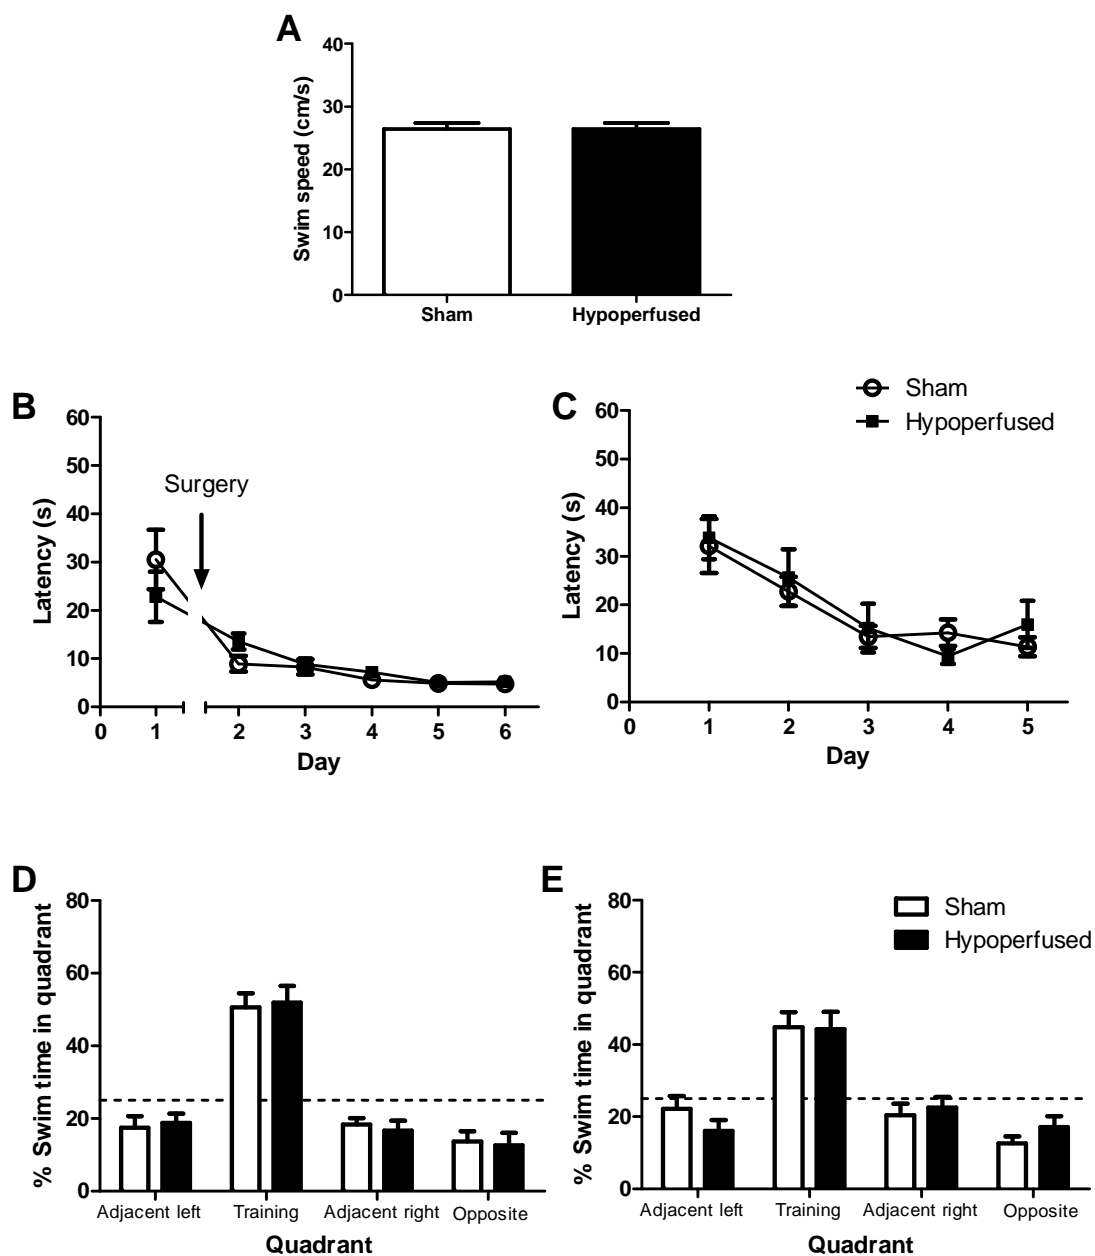 A
40
30
20
10
0
Swim speed (cm/s)
Sham
Hypoperfused
B
60
50
40
30
20
10
0
Latency (s)
Surgery
0
1
2
3
4
5
6
Day
C
Sham
Hypoperfused
60
50
40
30
20
10
0
Latency (s)
0
1
2
3
4
5
Day
D
80
60
40
20
0
% Swim time in quadrant
Adjacent left
Training
Adjacent right
Opposite
Quadrant
E
Sham
Hypoperfused
80
60
40
20
0
% Swim time in quadrant
Adjacent left
Training
Adjacent right
Opposite
Quadrant